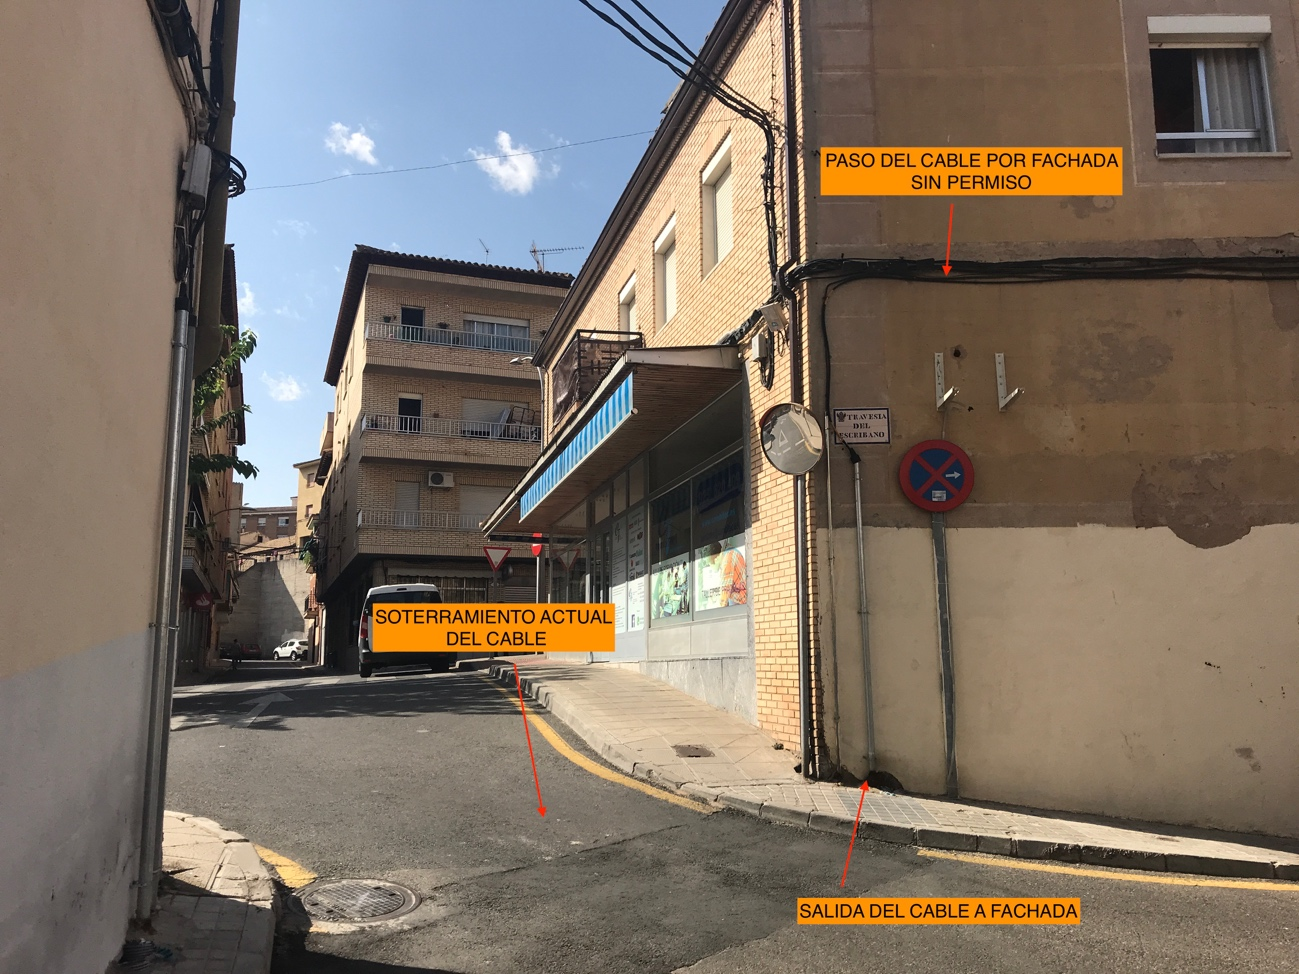 PASO DEL CABLE POR FACHADA
SIN PERMISO
TRAVESIA
DEL
ESCRIBANO
SOTERRAMIENTO ACTUAL
DEL CABLE
SALIDA DEL CABLE A FACHADA